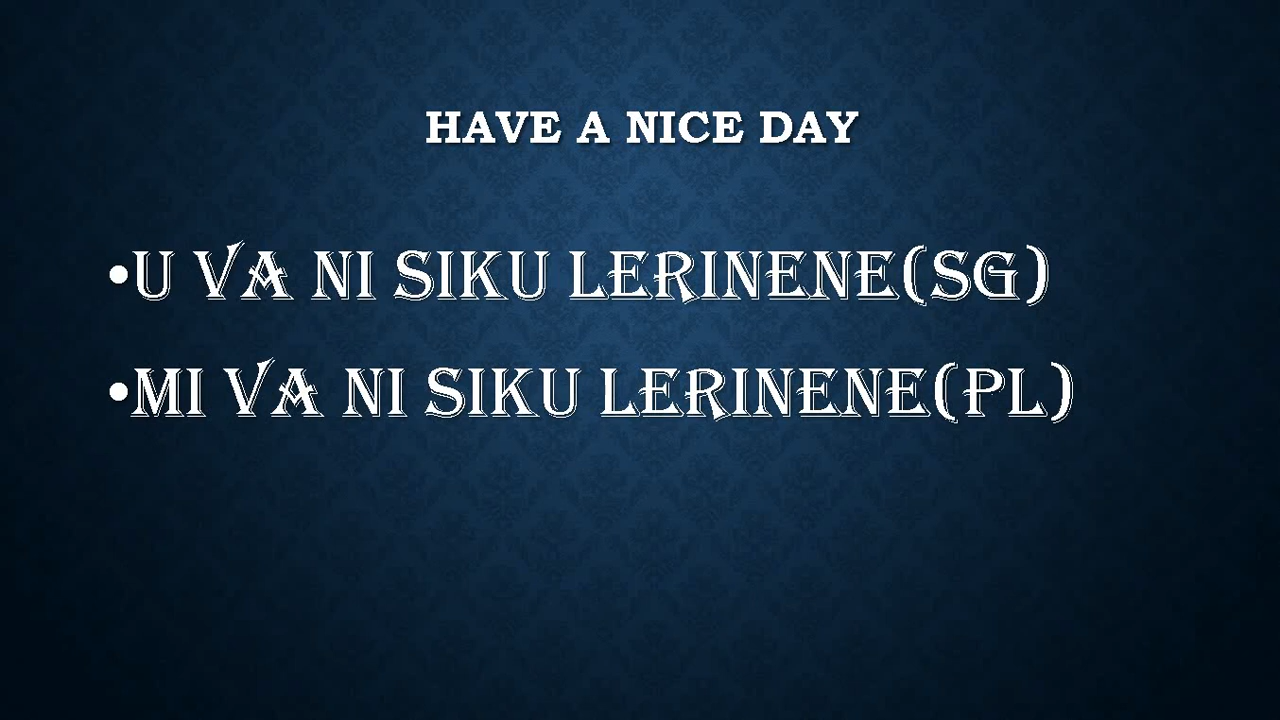 HAVE A NICE DAY
•U VA NI SIKU LERINENE(SG)
•MI VA NI SIKU LERINENE(PL)